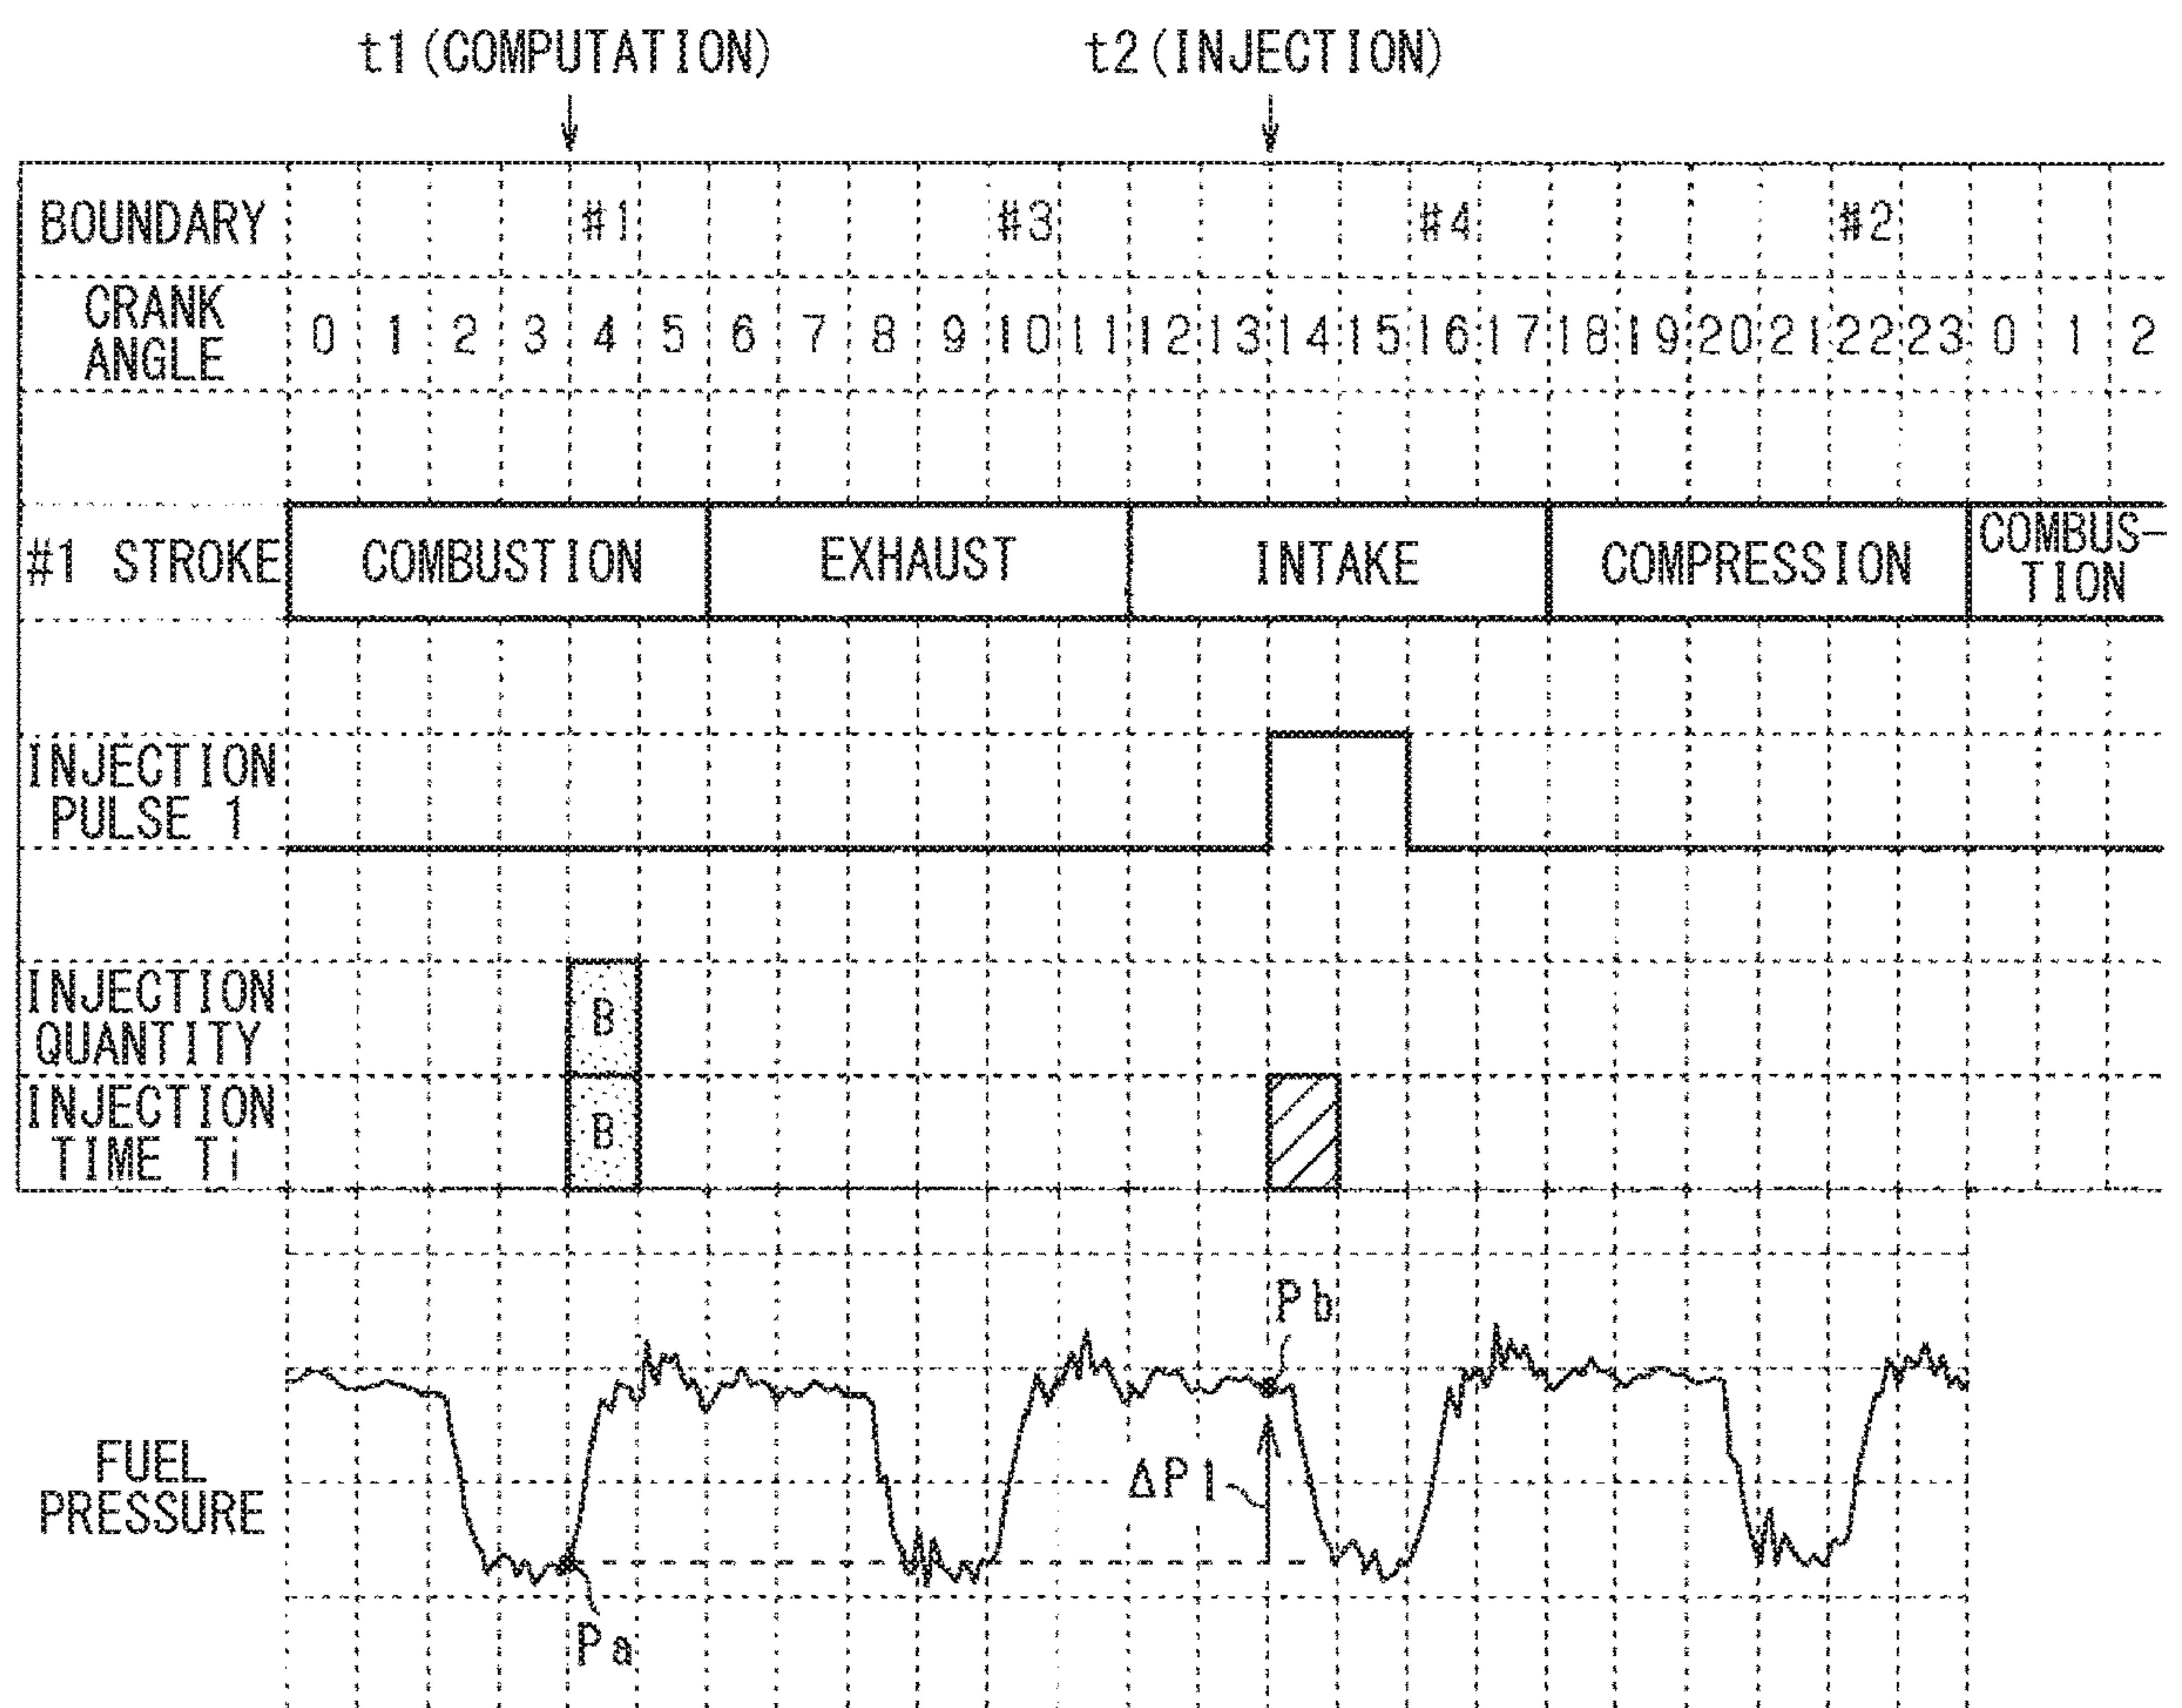 t1(COMPUTATION) t2(INJECTION)
BOUNDARY #1 #3 #4 #2
CRANK
ANGLE
0 1 2 3 4 5 6 7 8 9 10 11 12 13 14 15 16 17 18 19 20 21 22 23 0 1 2
#1 STROKE COMBUSTION EXHAUST INTAKE COMPRESSION
COMBUS-
TION
INJECTION
PULSE 1
INJECTION
QUANTITY
B
INJECTION
TIME Ti
B
Pb
FUEL
PRESSURE
ΔP1
Pa